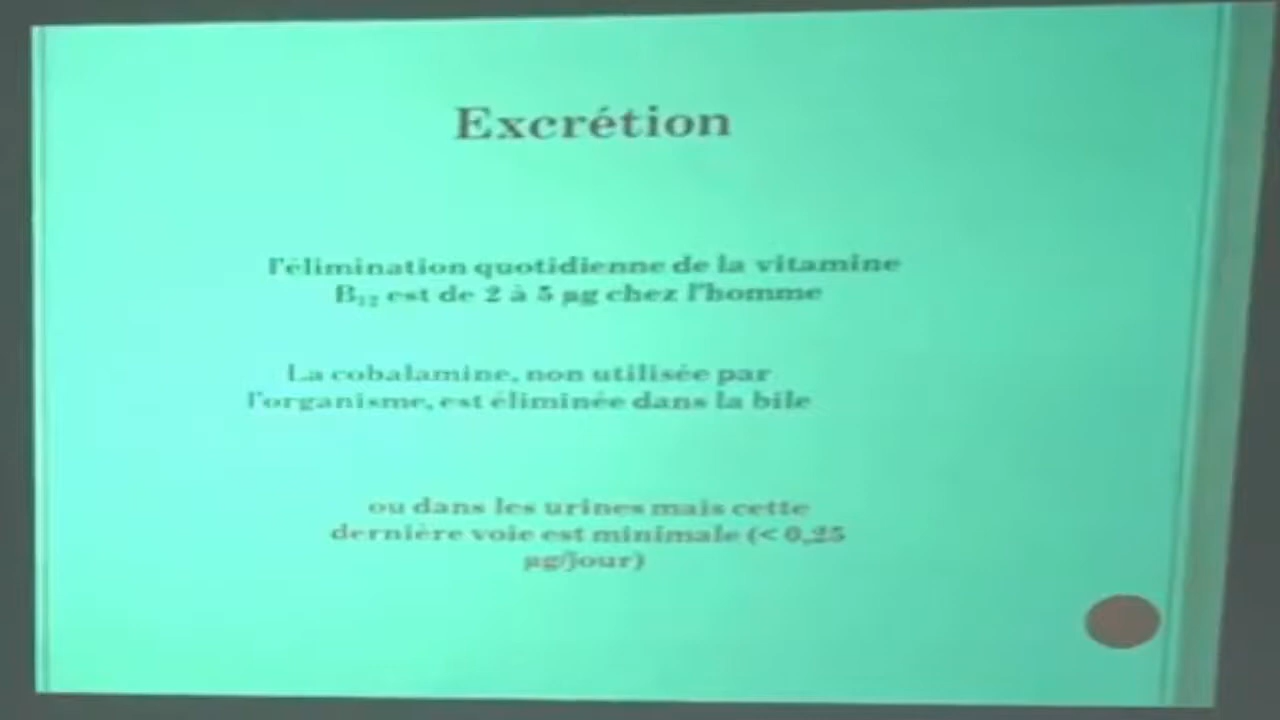 Excrétion
l'élimination quotidienne de la vitamine
B₁₂ est de 2 à 5 µg chez l'homme
La cobalamine, non utilisée par
l'organisme, est éliminée dans la bile
ou dans les urines mais cette
dernière voie est minimale (< 0,25
µg/jour)